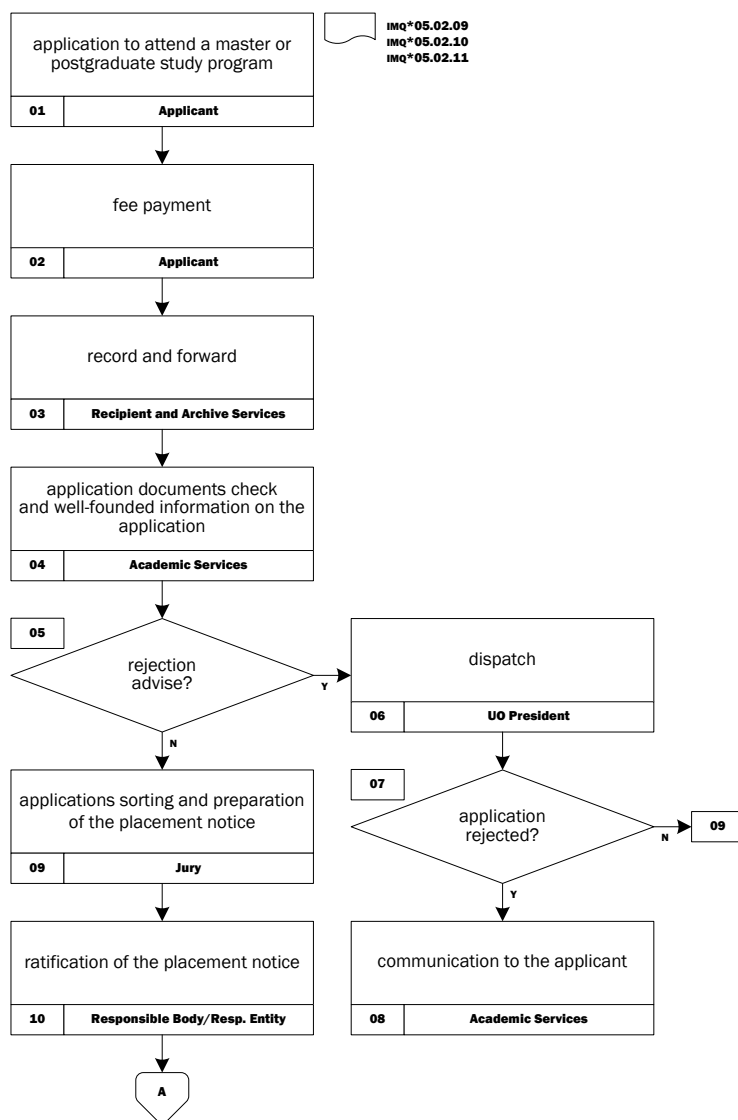 application to attend a master or
postgraduate study program
01 Applicant
IMQ*05.02.09
IMQ*05.02.10
IMQ*05.02.11
fee payment
02 Applicant
record and forward
03 Recipient and Archive Services
application documents check
and well-founded information on the
application
04 Academic Services
05
rejection
advise?
Y
N
dispatch
06 UO President
07
application
rejected?
N
09
Y
communication to the applicant
08 Academic Services
applications sorting and preparation
of the placement notice
09 Jury
ratification of the placement notice
10 Responsible Body/Resp. Entity
A